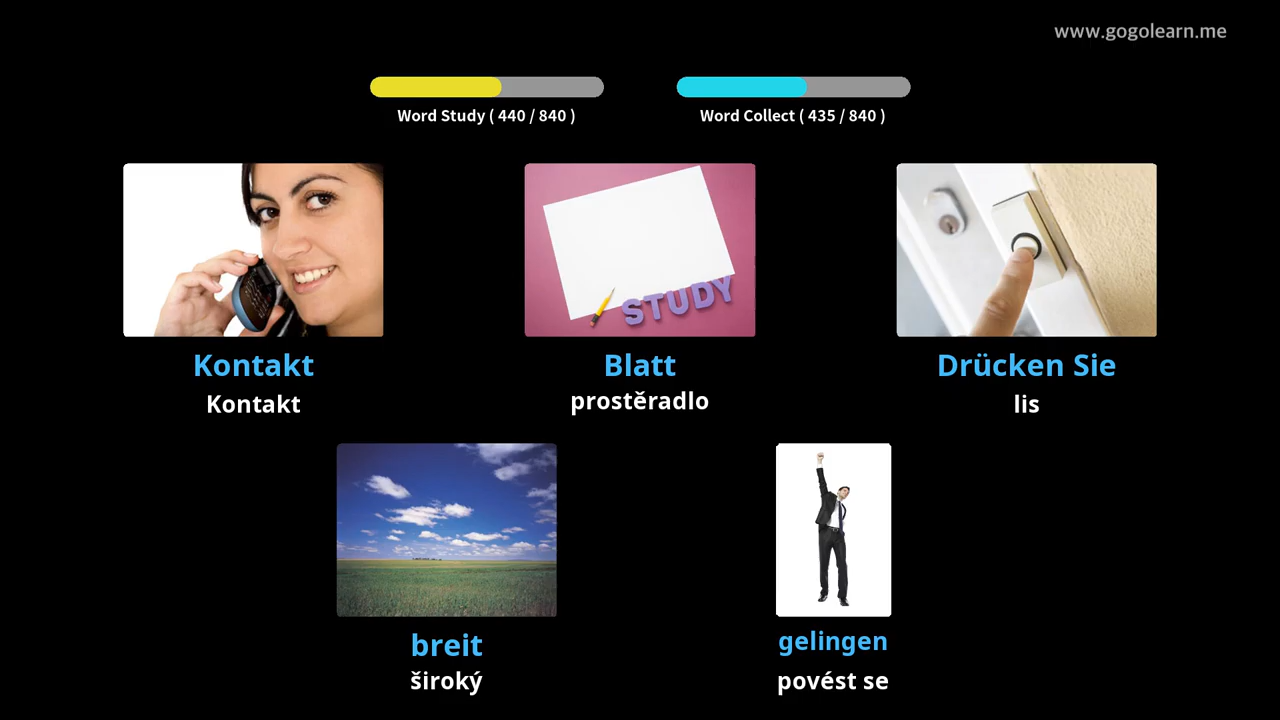 www.gogolearn.me
Word Study ( 440 / 840 )
Word Collect ( 435 / 840 )
STUDY
Kontakt
Kontakt
Blatt
prostěradlo
Drücken Sie
lis
breit
široký
gelingen
povést se